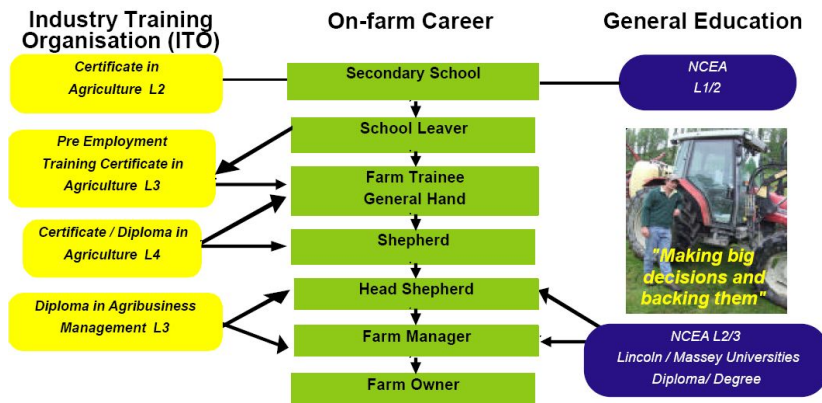 Industry Training
Organisation (ITO)
On-farm Career
General Education
Certificate in
Agriculture L2
Secondary School
NCEA
L1/2
School Leaver
Pre Employment
Training Certificate in
Agriculture L3
Farm Trainee
General Hand
Certificate / Diploma in
Agriculture L4
Shepherd
"Making big
decisions and
backing them"
Head Shepherd
Diploma in Agribusiness
Management L3
Farm Manager
NCEA L2/3
Lincoln / Massey Universities
Diploma/ Degree
Farm Owner